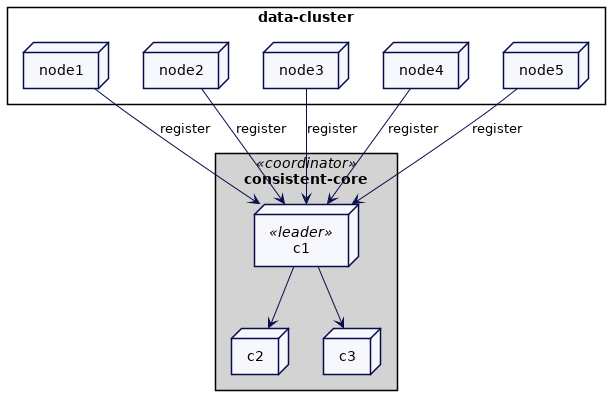 data-cluster
node1 node2 node3 node4 node5
register register register register register
«coordinator»
consistent-core
«leader»
c1
c2 c3